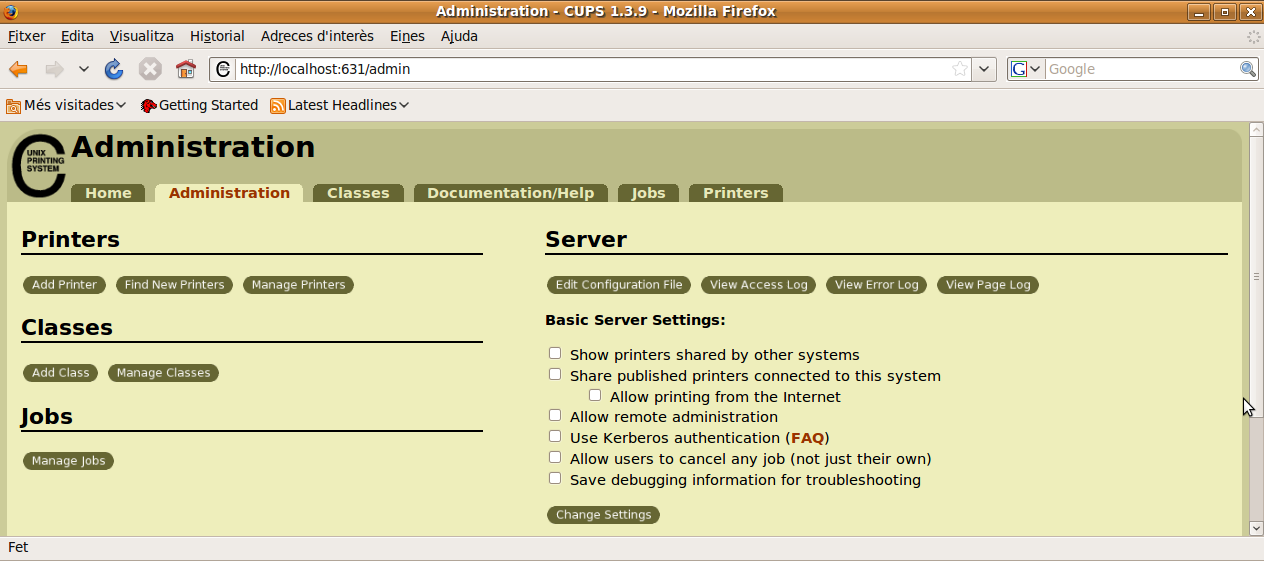 Administration - CUPS 1.3.9 - Mozilla Firefox
Fitxer Edita Visualitza Historial Adreces d'interès Eines Ajuda
http://localhost:631/admin
G Google
Més visitades Getting Started Latest Headlines
UNIX
PRINTING
SYSTEM
Administration
Home Administration Classes Documentation/Help Jobs Printers
Printers
Add Printer Find New Printers Manage Printers
Classes
Add Class Manage Classes
Jobs
Manage Jobs
Server
Edit Configuration File View Access Log View Error Log View Page Log
Basic Server Settings:
Show printers shared by other systems
Share published printers connected to this system
Allow printing from the Internet
Allow remote administration
Use Kerberos authentication (FAQ)
Allow users to cancel any job (not just their own)
Save debugging information for troubleshooting
Change Settings
Fet